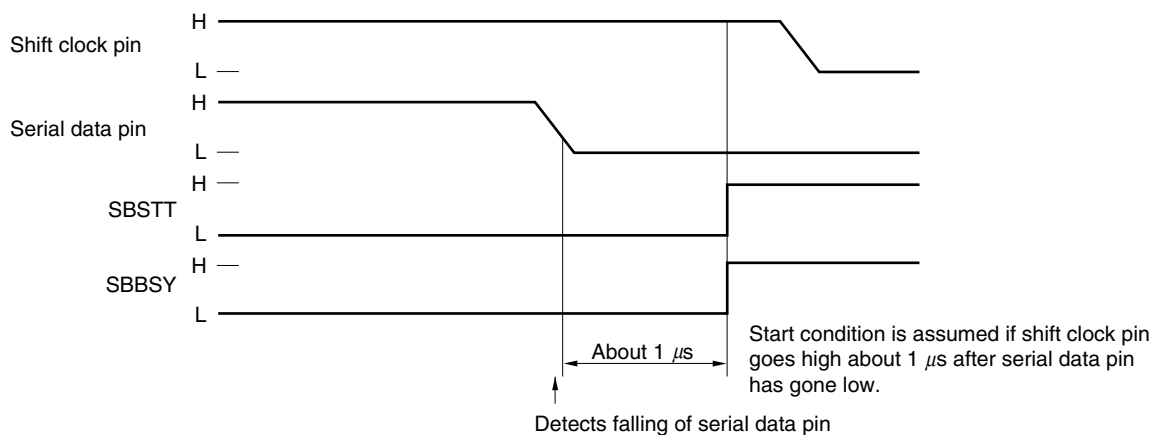 H
Shift clock pin
L
H
Serial data pin
L
H
SBSTT
L
H
SBBSY
L
About 1 μs
Start condition is assumed if shift clock pin
goes high about 1 μs after serial data pin
has gone low.
Detects falling of serial data pin